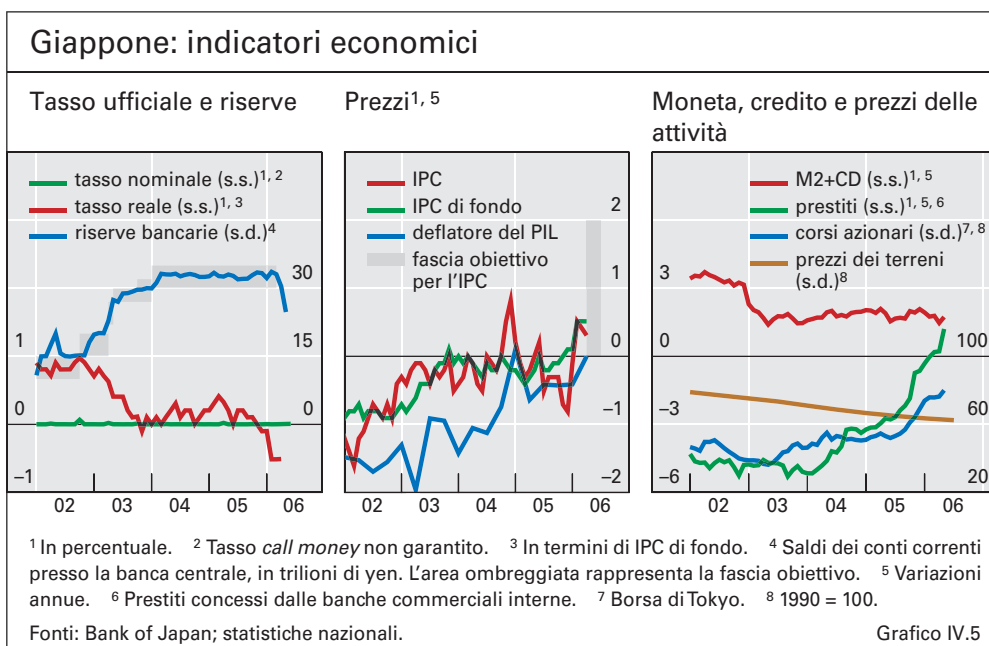 Giappone: indicatori economici
Tasso ufficiale e riserve
tasso nominale (s.s.)1, 2
tasso reale (s.s.)1, 3
riserve bancarie (s.d.)4
30
1
15
0
0
–1
02
03
04
05
06
Prezzi1, 5
IPC
IPC di fondo
deflatore del PIL
fascia obiettivo
per l'IPC
2
1
0
–1
–2
02
03
04
05
06
Moneta, credito e prezzi delle
attività
M2+CD (s.s.)1, 5
prestiti (s.s.)1, 5, 6
corsi azionari (s.d.)7, 8
prezzi dei terreni
(s.d.)8
3
0
100
–3
60
–6
20
02
03
04
05
06
1 In percentuale. 2 Tasso call money non garantito. 3 In termini di IPC di fondo. 4 Saldi dei conti correnti
presso la banca centrale, in trilioni di yen. L'area ombreggiata rappresenta la fascia obiettivo. 5 Variazioni
annue. 6 Prestiti concessi dalle banche commerciali interne. 7 Borsa di Tokyo. 8 1990 = 100.
Fonti: Bank of Japan; statistiche nazionali.
Grafico IV.5